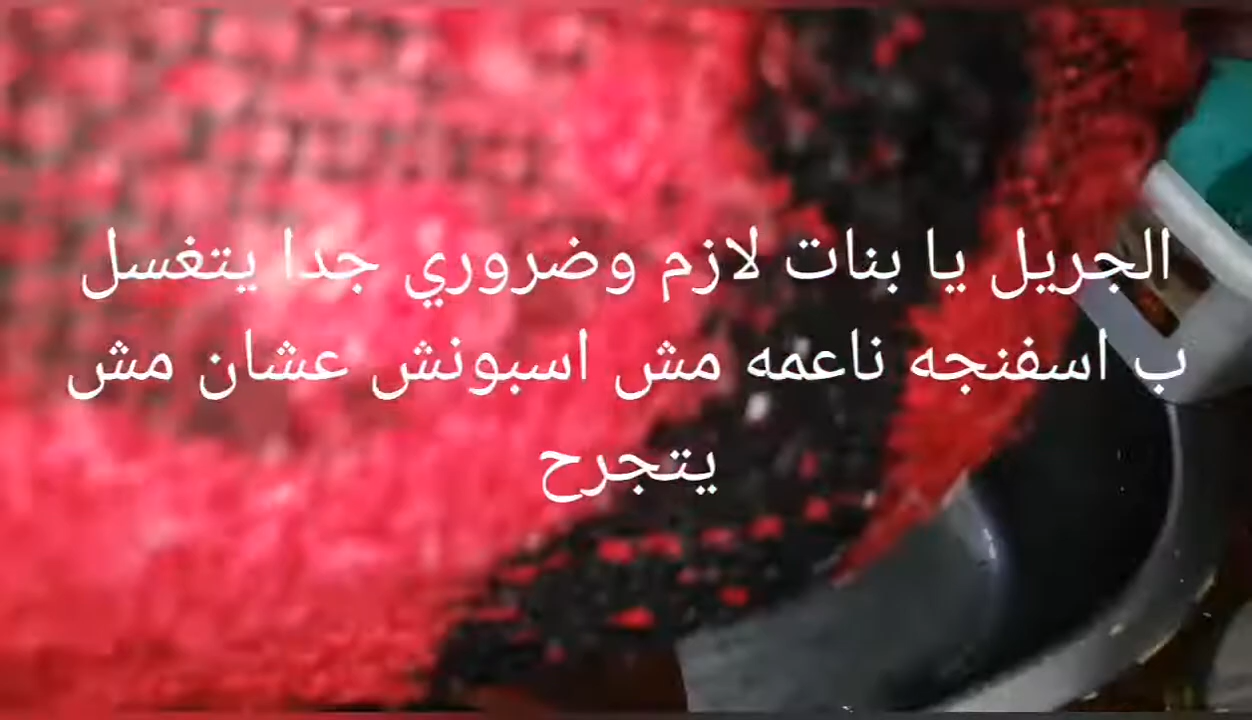 الجريل يا بنات لازم وضروري جدا يتغسل
ب اسفنجه ناعمه مش اسبونش عشان مش
يتجرح